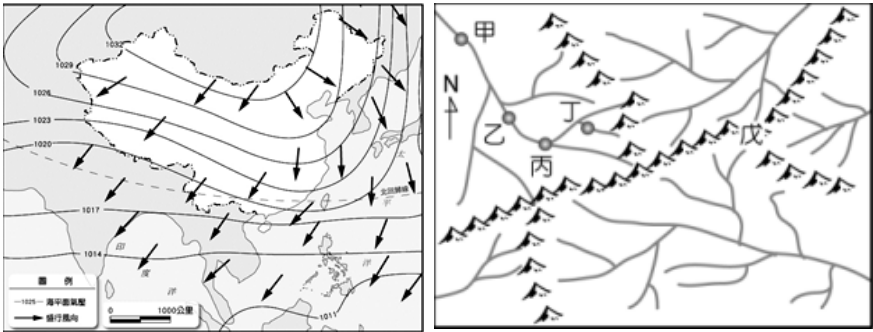 1032
1029
1026
1023
1020
1017
1014
1011
北回歸線
太
平
洋
印
度
洋
圖 例
—1025— 海平面氣壓
盛行風向
0 1000公里
甲
N
乙
丁
丙
戊